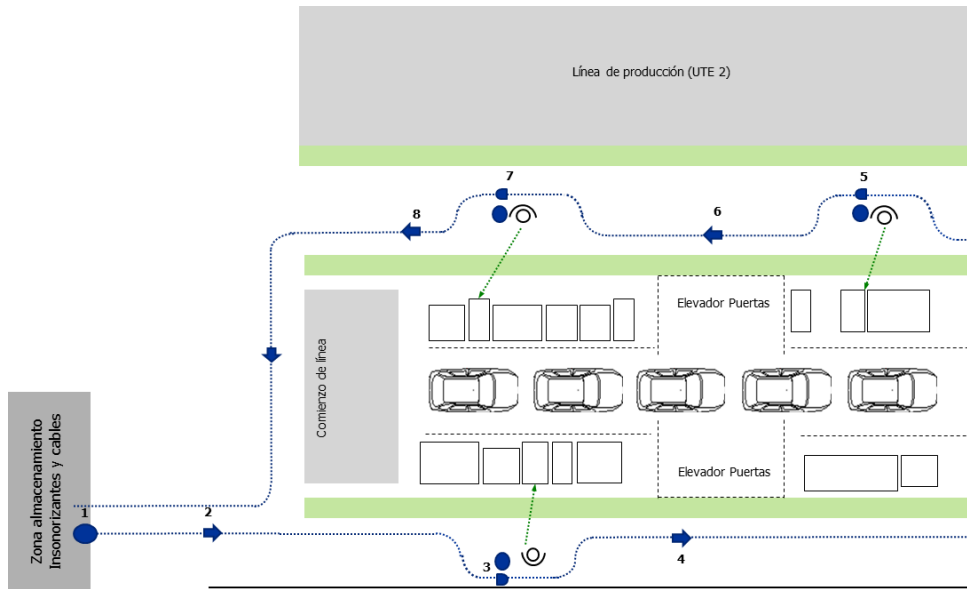 Línea de producción (UTE 2)
7
5
8
6
Elevador Puertas
Comienzo de línea
Elevador Puertas
Zona almacenamiento
Insonorizantes y cables
1
2
3
4